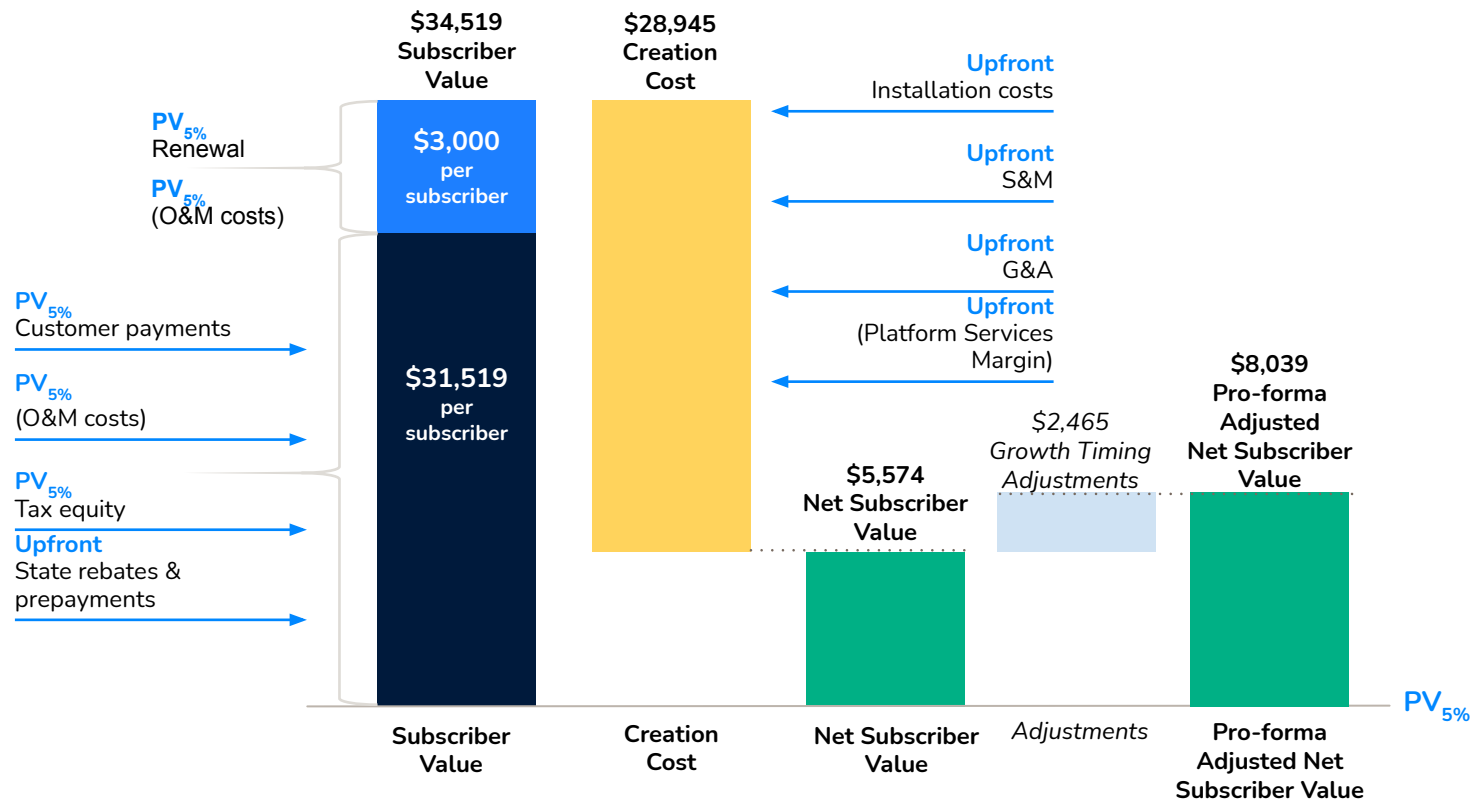 $34,519
Subscriber
Value
$28,945
Creation
Cost
Upfront
Installation costs
PV5%
Renewal
$3,000
per
subscriber
Upfront
S&M
PV5%
(O&M costs)
Upfront
G&A
PV5%
Customer payments
Upfront
(Platform Services
Margin)
$31,519
per
subscriber
PV5%
(O&M costs)
$8,039
Pro-forma
Adjusted
Net Subscriber
Value
$2,465
Growth Timing
Adjustments
$5,574
Net Subscriber
Value
PV5%
Tax equity
Upfront
State rebates &
prepayments
PV5%
Subscriber
Value
Creation
Cost
Net Subscriber
Value
Adjustments
Pro-forma
Adjusted Net
Subscriber Value